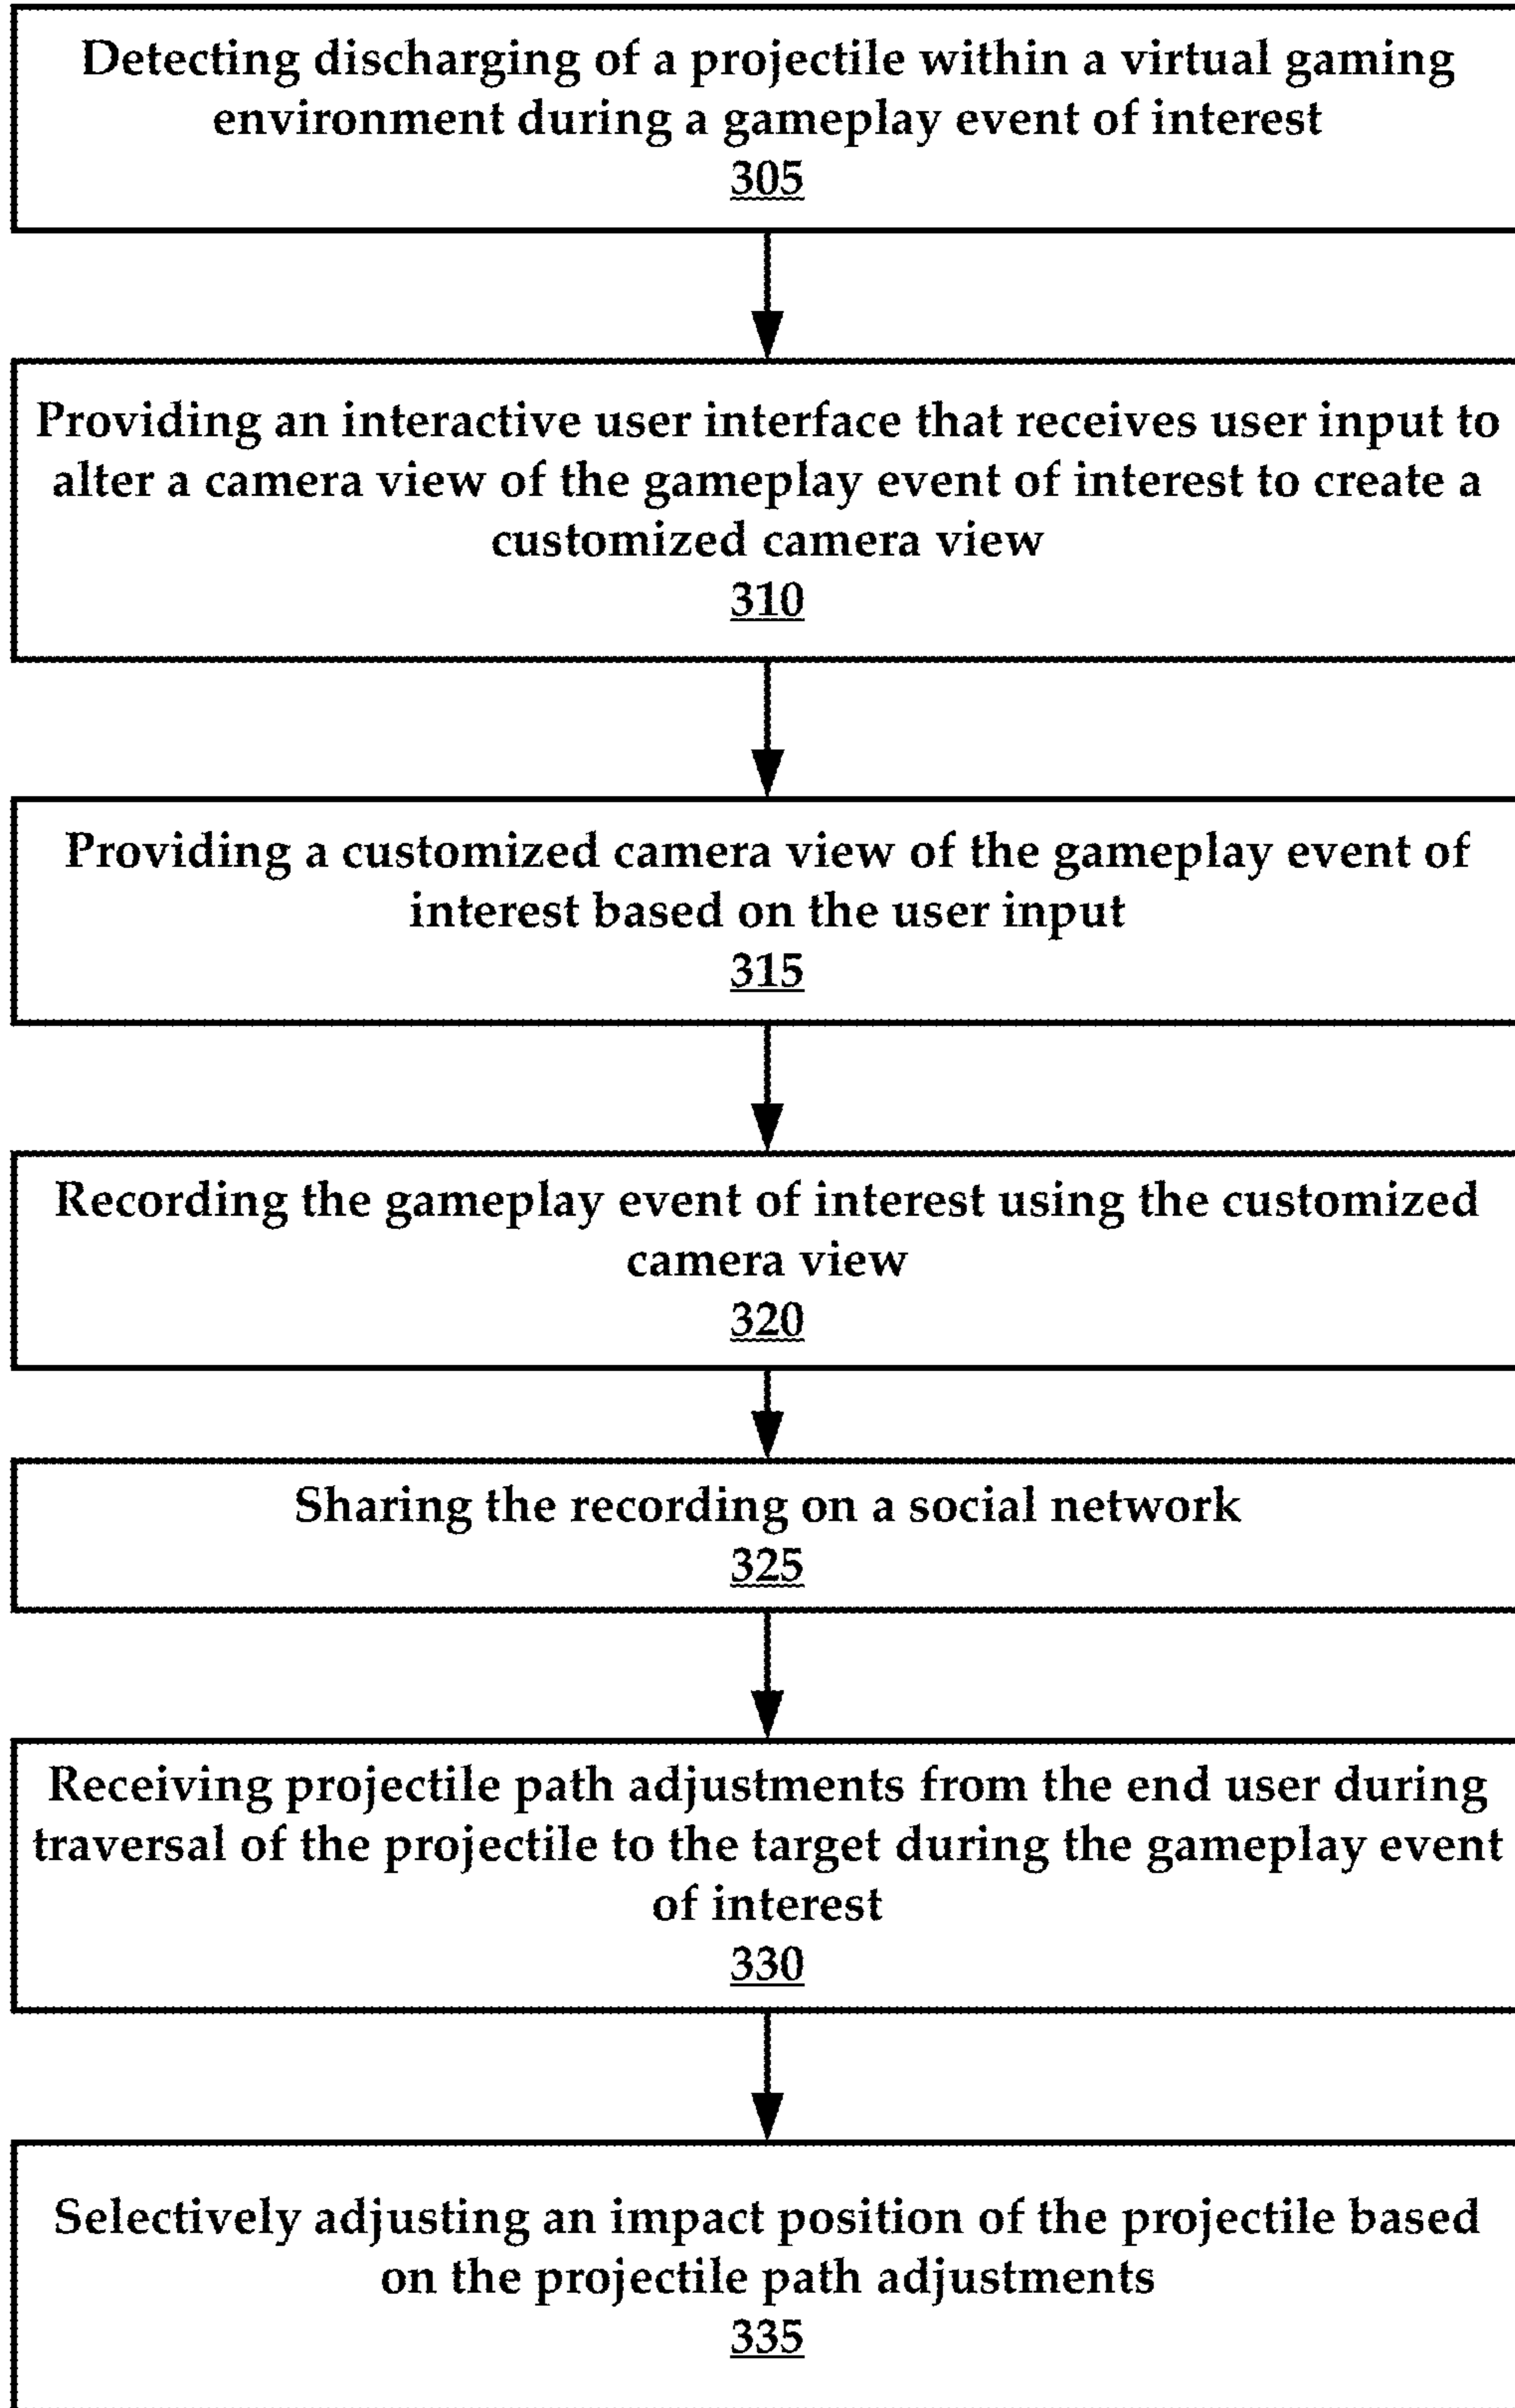 Detecting discharging of a projectile within a virtual gaming
environment during a gameplay event of interest
305
Providing an interactive user interface that receives user input to
alter a camera view of the gameplay event of interest to create a
customized camera view
310
Providing a customized camera view of the gameplay event of
interest based on the user input
315
Recording the gameplay event of interest using the customized
camera view
320
Sharing the recording on a social network
325
Receiving projectile path adjustments from the end user during
traversal of the projectile to the target during the gameplay event
of interest
330
Selectively adjusting an impact position of the projectile based
on the projectile path adjustments
335